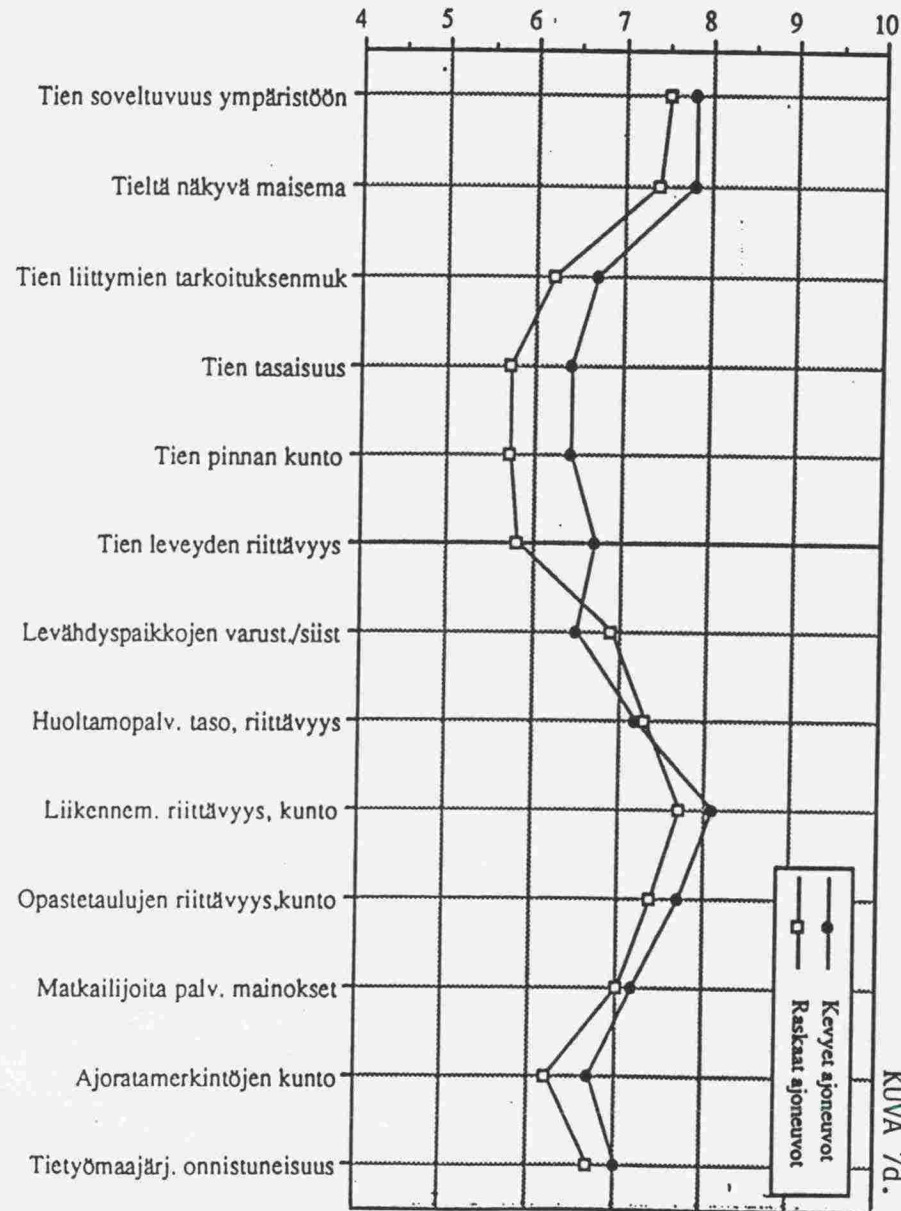 4 5 6 7 8 9 10
Tien soveltuvuus ympäristöön
Tieltä näkyvä maisema
Tien liittymien tarkoituksenmuk
Tien tasaisuus
Tien pinnan kunto
Tien leveyden riittävyys
Levähdyspaikkojen varust./siist
Huoltamopalv. taso, riittävyys
Liikennem. riittävyys, kunto
Opastetaulujen riittävyys,kunto
Matkailijoita palv. mainokset
Ajoratamerkintöjen kunto
Tietyömaajärj. onnistuneisuus
Kevyet ajoneuvot
Raskaat ajoneuvot
KUVA 7d.